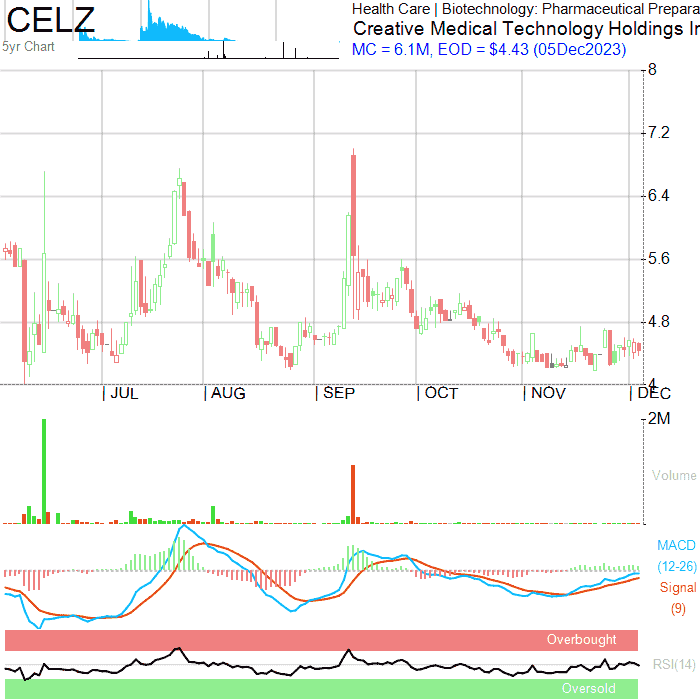 CELZ
5yr Chart
Health Care | Biotechnology: Pharmaceutical Prepara
Creative Medical Technology Holdings In
MC = 6.1M, EOD = $4.43 (05Dec2023)
8
7.2
6.4
5.6
4.8
4
JUL
AUG
SEP
OCT
NOV
DEC
2M
Volume
MACD
(12-26)
Signal
(9)
Overbought
RSI(14)
Oversold